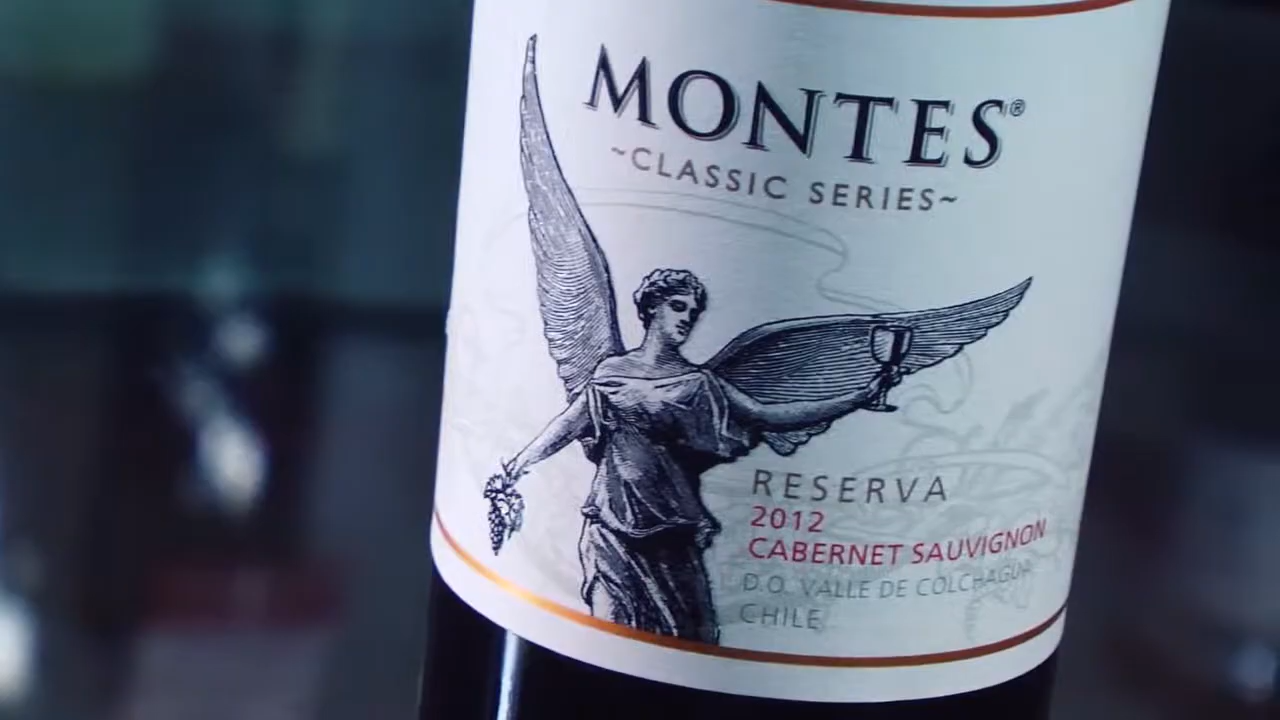 MONTES®
~CLASSIC SERIES~
RESERVA
2012
CABERNET SAUVIGNON
D.O. VALLE DE COLCHAGUA
CHILE